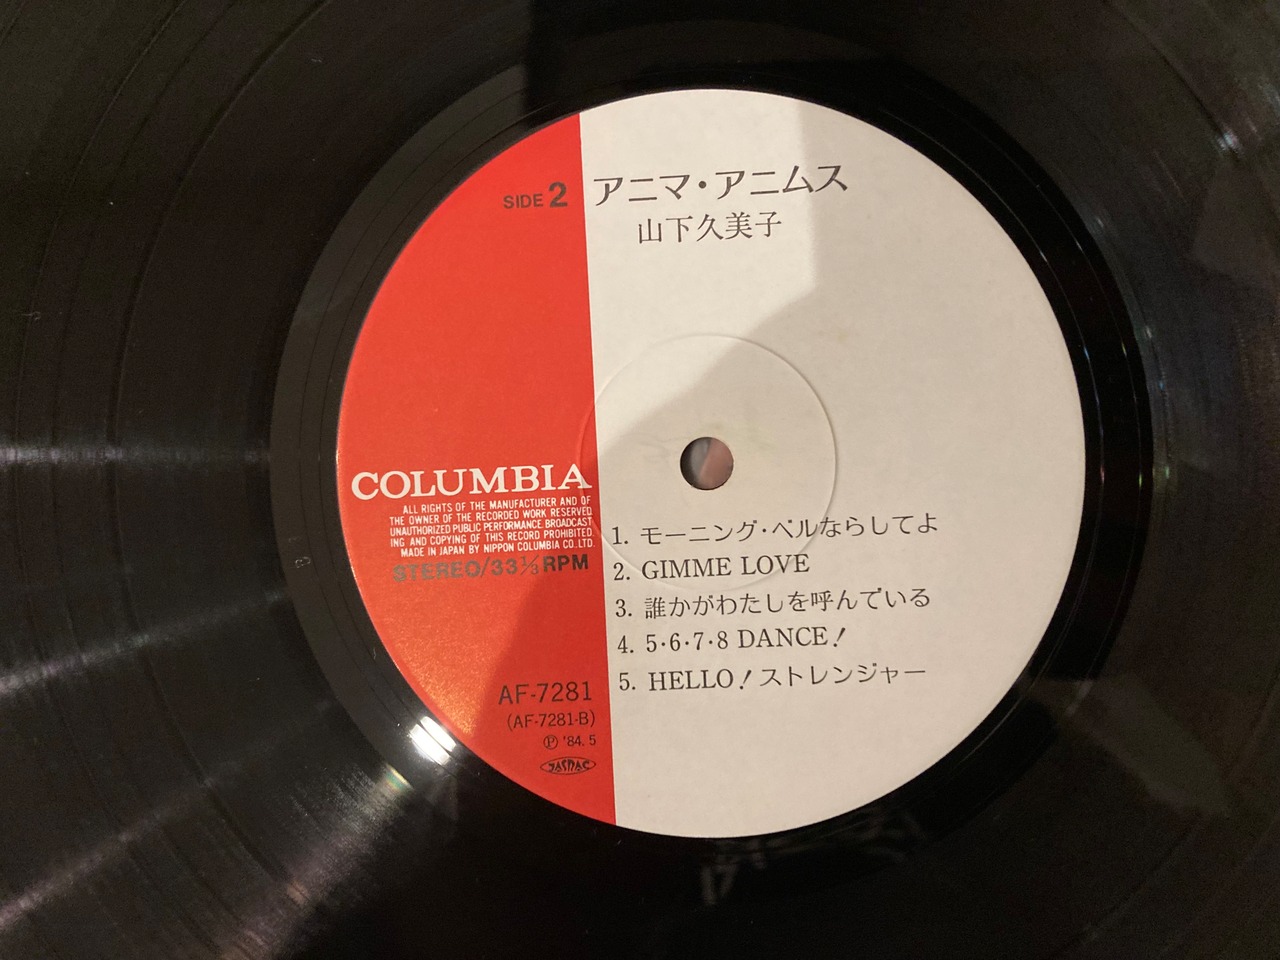 SIDE 2
アニマ・アニムス
山下久美子
COLUMBIA
ALL RIGHTS OF THE MANUFACTURER AND OF
THE OWNER OF THE RECORDED WORK RESERVED
UNAUTHORIZED PUBLIC PERFORMANCE BROADCAST
ING AND COPYING OF THIS RECORD PROHIBITED.
MADE IN JAPAN BY NIPPON COLUMBIA CO.LTD.
STEREO/33⅓ RPM
1. モーニング・ベルならしてよ
2. GIMME LOVE
3. 誰かがわたしを呼んでいる
4. 5・6・7・8 DANCE!
5. HELLO!ストレンジャー
AF-7281
(AF-7281-B)
Ⓟ '84. 5
JASRAC